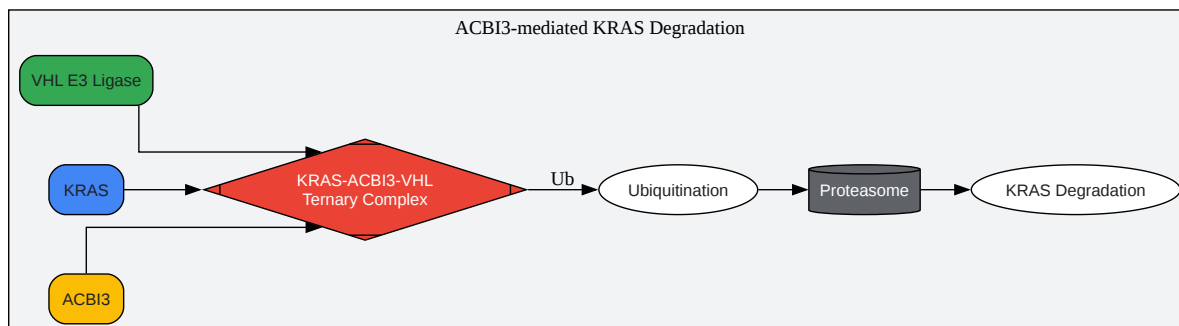 ACBI3-mediated KRAS Degradation
VHL E3 Ligase
KRAS
ACBI3
KRAS-ACBI3-VHL
Ternary Complex
Ub
Ubiquitination
Proteasome
KRAS Degradation